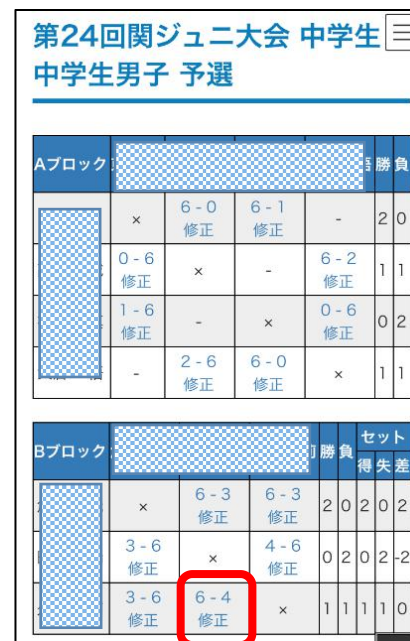 第24回関ジュニ大会 中学生
中学生男子 予選
Aブロック 勝 負
× 6-0 6-1 - 2 0
修正 修正
0-6 × - 6-2 1 1
修正 修正
1-6 - × 0-6 0 2
修正 修正
- 2-6 6-0 × 1 1
修正 修正
Bブロック 勝 負 セット
得 失 差
× 6-3 6-3 2 0 2 0 2
修正 修正
3-6 × 4-6 0 2 0 2 -2
修正 修正
3-6 6-4 × 1 1 1 1 0
修正 修正